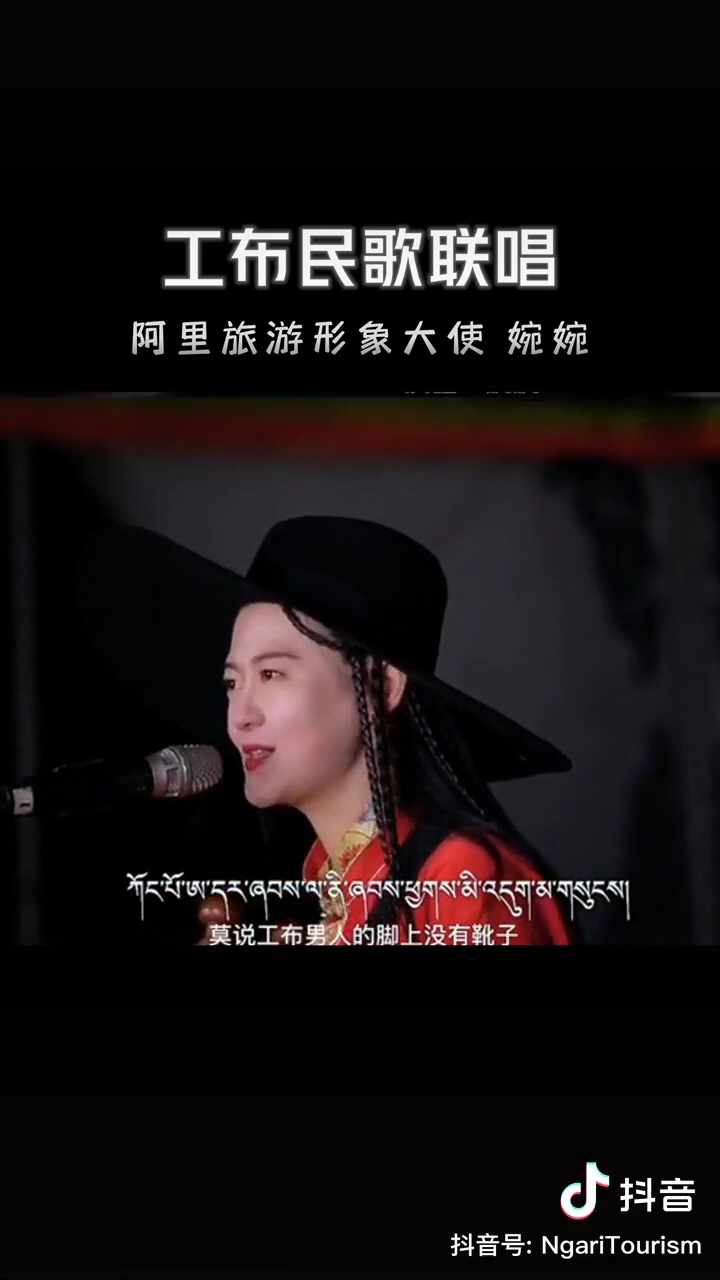 工布民歌联唱
阿里旅游形象大使 婉婉
ཀོང་པོ་ཨ་དར་ཞབས་ལ་ནི་ཞབས་ཕྱགས་མི་འདུག་མ་གསུངས།
莫说工布男人的脚上没有靴子
抖音
抖音号: NgariTourism